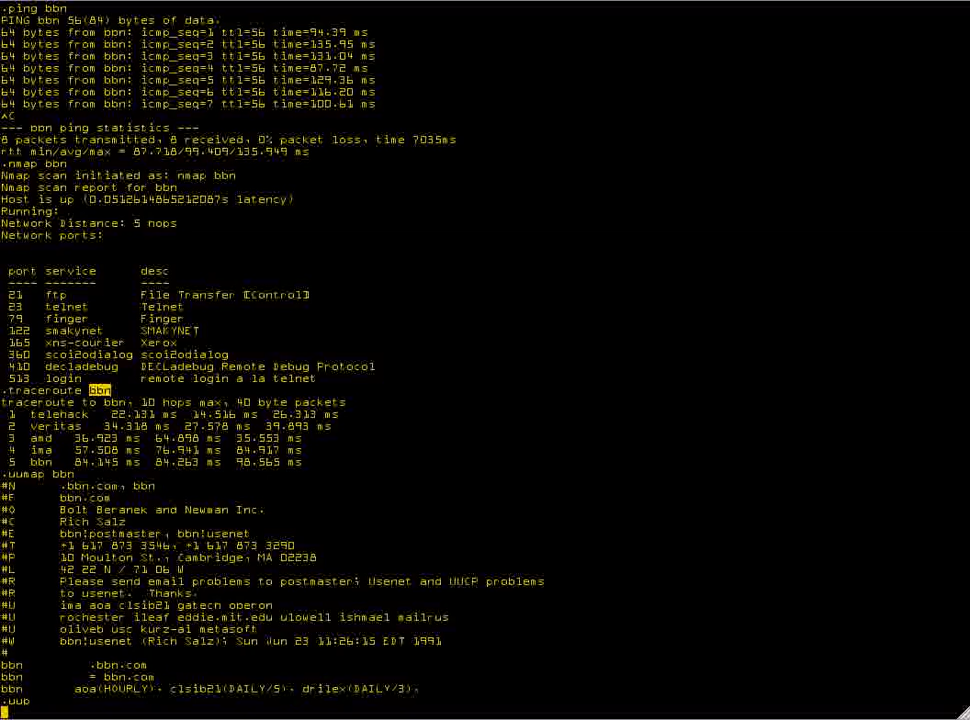 .ping bbn
PING bbn 56(84) bytes of data.
64 bytes from bbn: icmp_seq=1 ttl=56 time=94.39 ms
64 bytes from bbn: icmp_seq=2 ttl=56 time=135.95 ms
64 bytes from bbn: icmp_seq=3 ttl=56 time=131.04 ms
64 bytes from bbn: icmp_seq=4 ttl=56 time=87.72 ms
64 bytes from bbn: icmp_seq=5 ttl=56 time=129.36 ms
64 bytes from bbn: icmp_seq=6 ttl=56 time=116.20 ms
64 bytes from bbn: icmp_seq=7 ttl=56 time=100.61 ms
^C
--- bbn ping statistics ---
8 packets transmitted, 8 received, 0% packet loss, time 7035ms
rtt min/avg/max = 87.718/99.409/135.949 ms
.nmap bbn
Nmap scan initiated as: nmap bbn
Nmap scan report for bbn
Host is up (0.0512614865212087s latency)
Running:
Network Distance: 5 hops
Network ports:
port service desc
---- ------- ----
21 ftp File Transfer [Control]
23 telnet Telnet
79 finger Finger
122 smakynet SMAKYNET
165 xns-courier Xerox
360 scoi2odialog scoi2odialog
410 decladebug DECLadebug Remote Debug Protocol
513 login remote login a la telnet
.traceroute bbn
traceroute to bbn, 10 hops max, 40 byte packets
1 telehack 22.131 ms 14.516 ms 26.313 ms
2 veritas 34.318 ms 27.578 ms 39.893 ms
3 amd 36.923 ms 64.898 ms 35.553 ms
4 ima 57.508 ms 76.941 ms 84.917 ms
5 bbn 84.145 ms 84.263 ms 98.565 ms
.uumap bbn
#N .bbn.com, bbn
#F bbn.com
#O Bolt Beranek and Newman Inc.
#C Rich Salz
#E bbn!postmaster, bbn!usenet
#T +1 617 873 3546, +1 617 873 3290
#P 10 Moulton St., Cambridge, MA 02238
#L 42 22 N / 71 06 W
#R Please send email problems to postmaster; Usenet and UUCP problems
#R to usenet. Thanks.
#U ima aoa clsib21 gatech operon
#U rochester ileaf eddie.mit.edu ulowell ishmael mailrus
#U oliveb usc kurz-ai metasoft
#W bbn!usenet (Rich Salz); Sun Jun 23 11:26:15 EDT 1991
#
bbn .bbn.com
bbn = bbn.com
bbn aoa(HOURLY), clsib21(DAILY/5), drilex(DAILY/3),
.uup